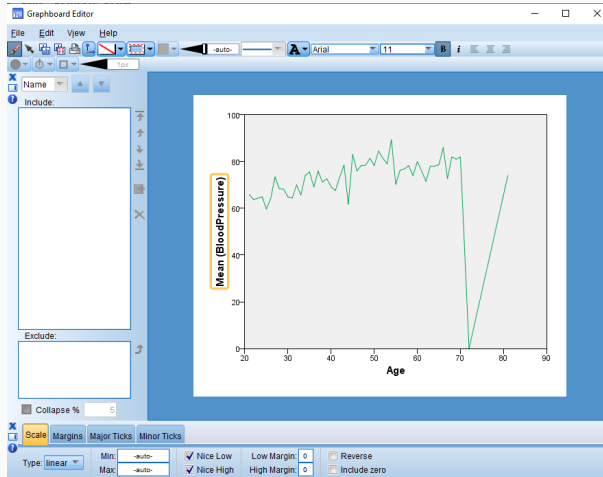 Graphboard Editor
File Edit View Help
-auto- A Arial 11 B i
1px
Name
Include:
Exclude:
Collapse % 5
100
80
60
40
20
0
Mean (BloodPressure)
20 30 40 50 60 70 80 90
Age
Scale Margins Major Ticks Minor Ticks
Type: linear Min: -auto- Nice Low Low Margin: 0 Reverse
Max: -auto- Nice High High Margin: 0 Include zero